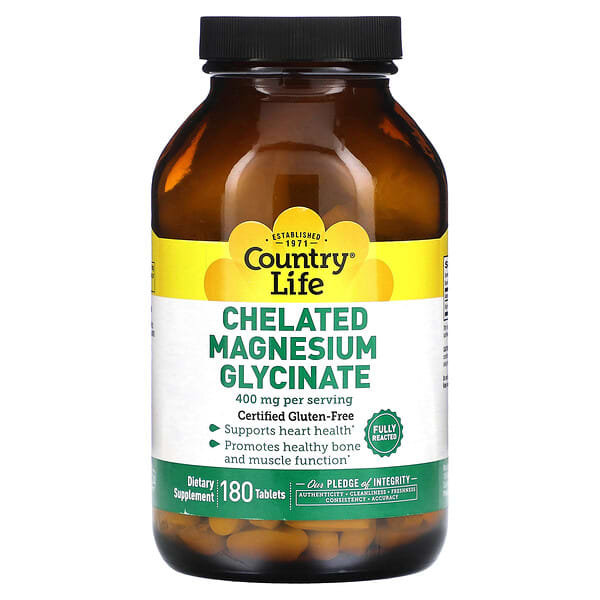 ESTABLISHED
1971
Country®
Life
CHELATED
MAGNESIUM
GLYCINATE
400 mg per serving
Certified Gluten-Free
Supports heart health*
Promotes healthy bone
and muscle function*
FULLY
REACTED
Dietary
Supplement
180 Tablets
Our PLEDGE of INTEGRITY
AUTHENTICITY • CLEANLINESS • FRESHNESS
CONSISTENCY • ACCURACY